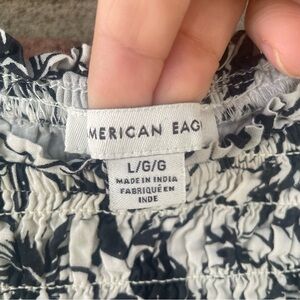 MERICAN EAG
L/G/G
MADE IN INDIA
FABRIQUÉ EN
INDE